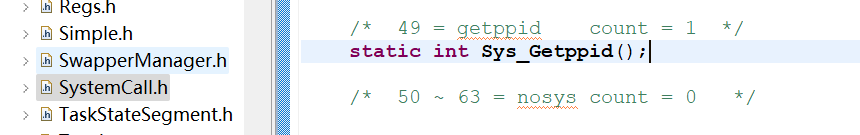 Regs.h
Simple.h
SwapperManager.h
SystemCall.h
TaskStateSegment.h
/*  49 = getppid    count = 1  */
static int Sys_Getppid();
/*  50 ~ 63 = nosys count = 0   */